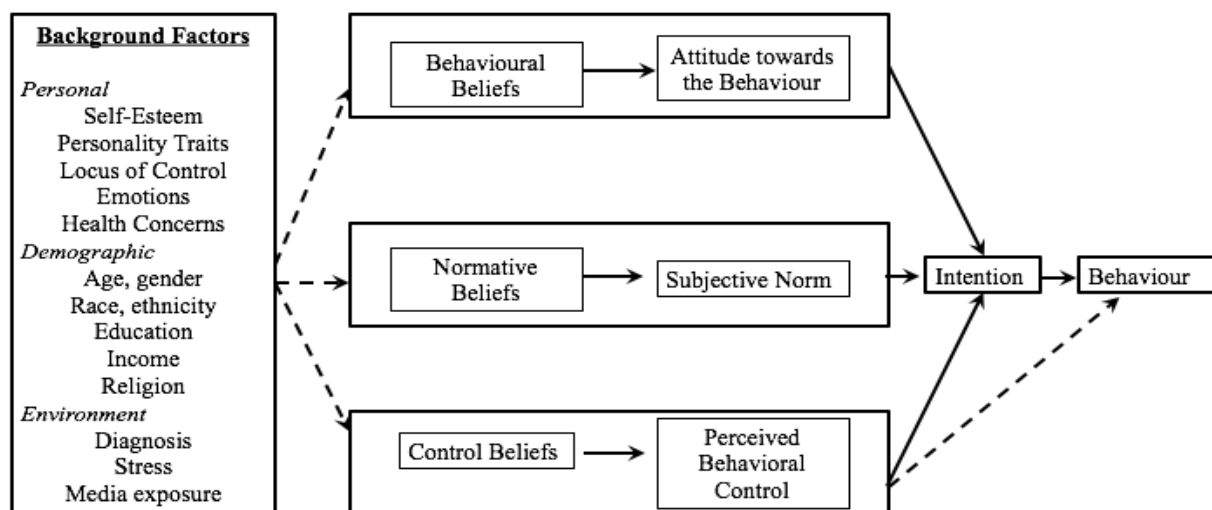 Background Factors
Personal
Self-Esteem
Personality Traits
Locus of Control
Emotions
Health Concerns
Demographic
Age, gender
Race, ethnicity
Education
Income
Religion
Environment
Diagnosis
Stress
Media exposure
Behavioural
Beliefs
Attitude towards
the Behaviour
Normative
Beliefs
Subjective Norm
Control Beliefs
Perceived
Behavioral
Control
Intention
Behaviour